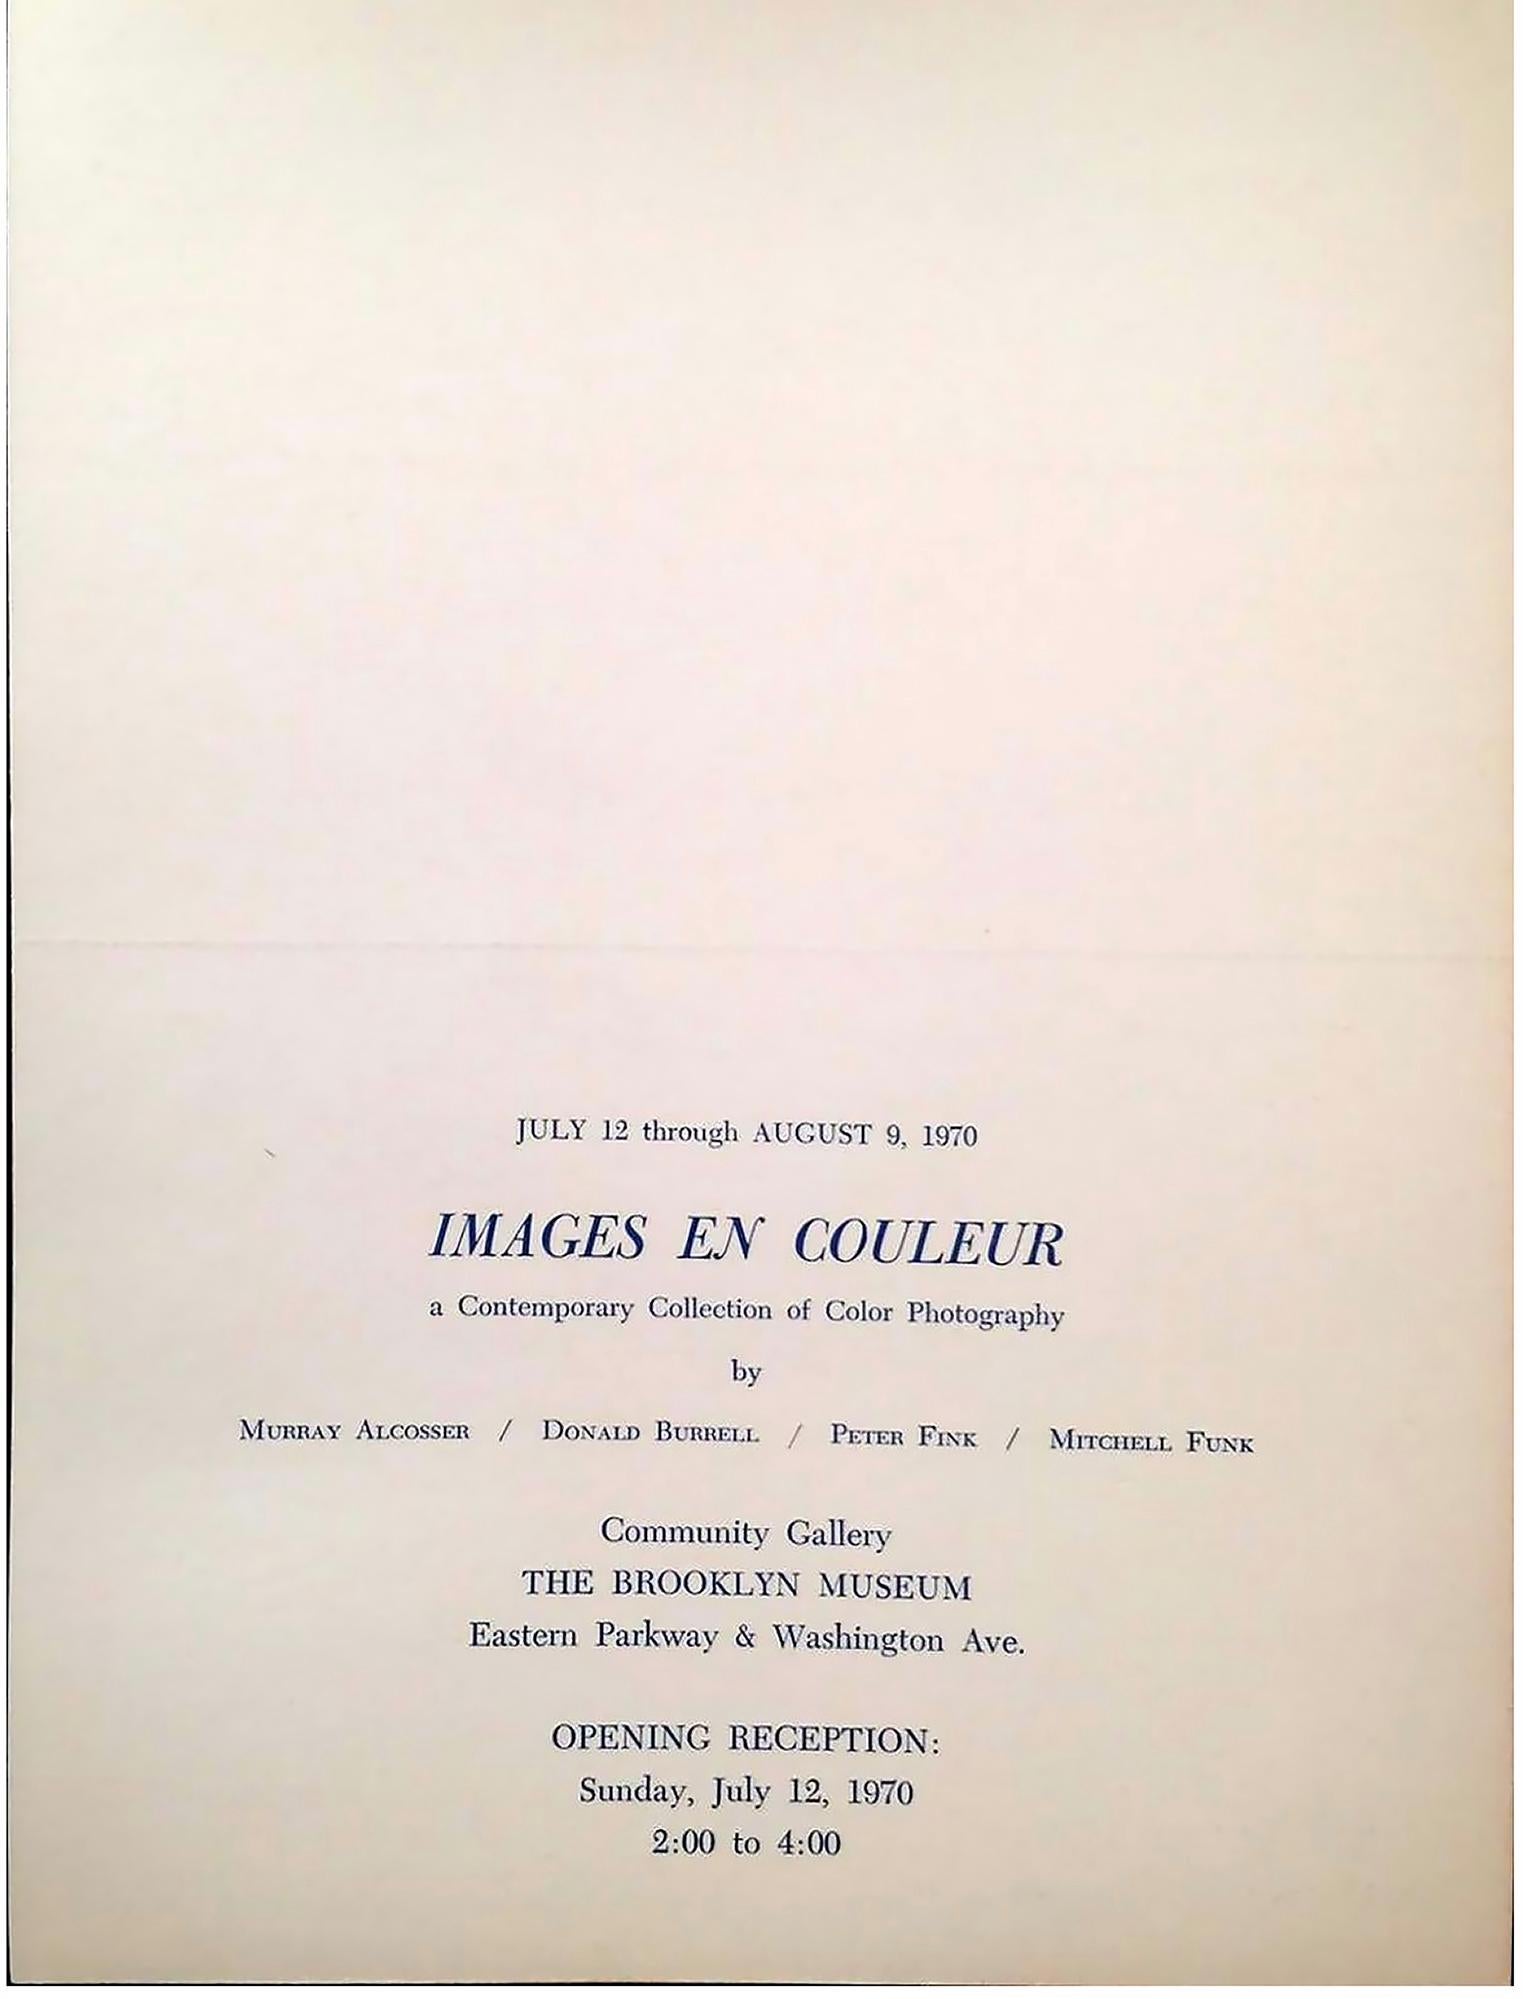 JULY 12 through AUGUST 9, 1970
IMAGES EN COULEUR
a Contemporary Collection of Color Photography
by
MURRAY ALCOSSER / DONALD BURRELL / PETER FINK / MITCHELL FUNK
Community Gallery
THE BROOKLYN MUSEUM
Eastern Parkway & Washington Ave.
OPENING RECEPTION:
Sunday, July 12, 1970
2:00 to 4:00